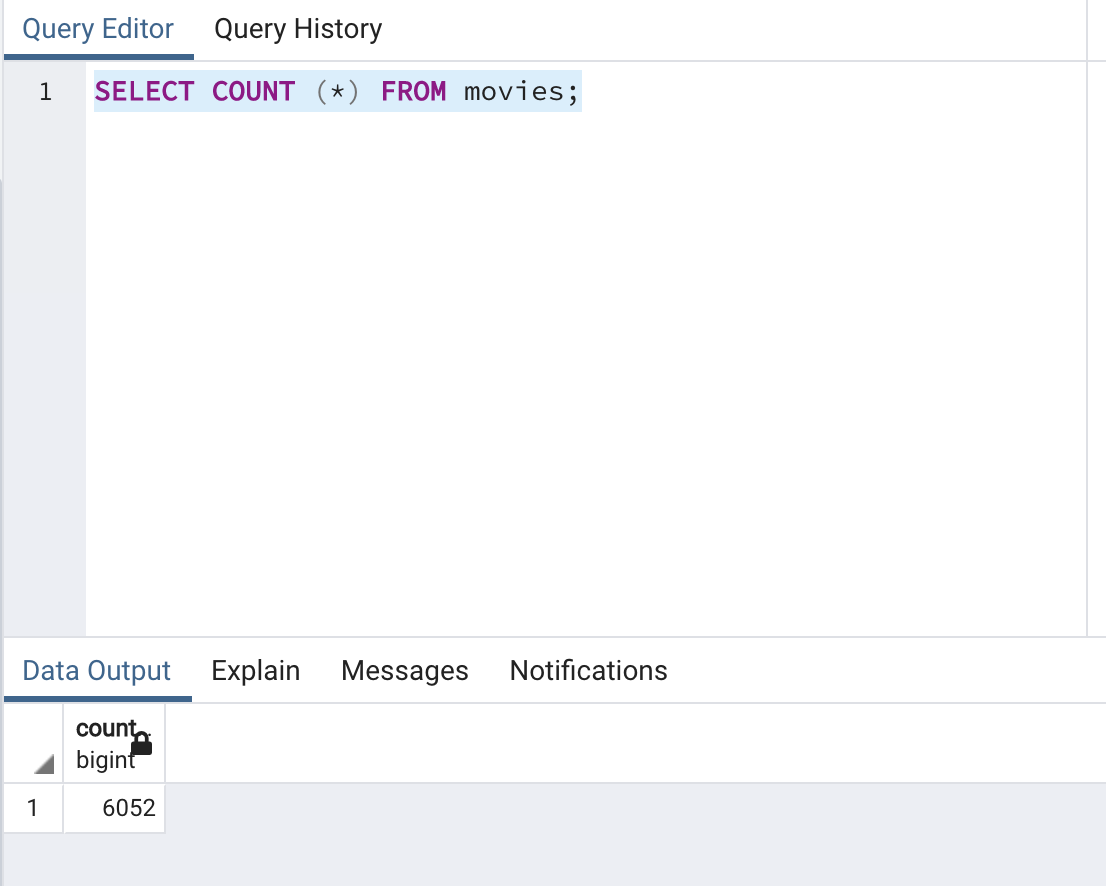 Query Editor Query History
1 SELECT COUNT (*) FROM movies;
Data Output Explain Messages Notifications
count
bigint
1 6052